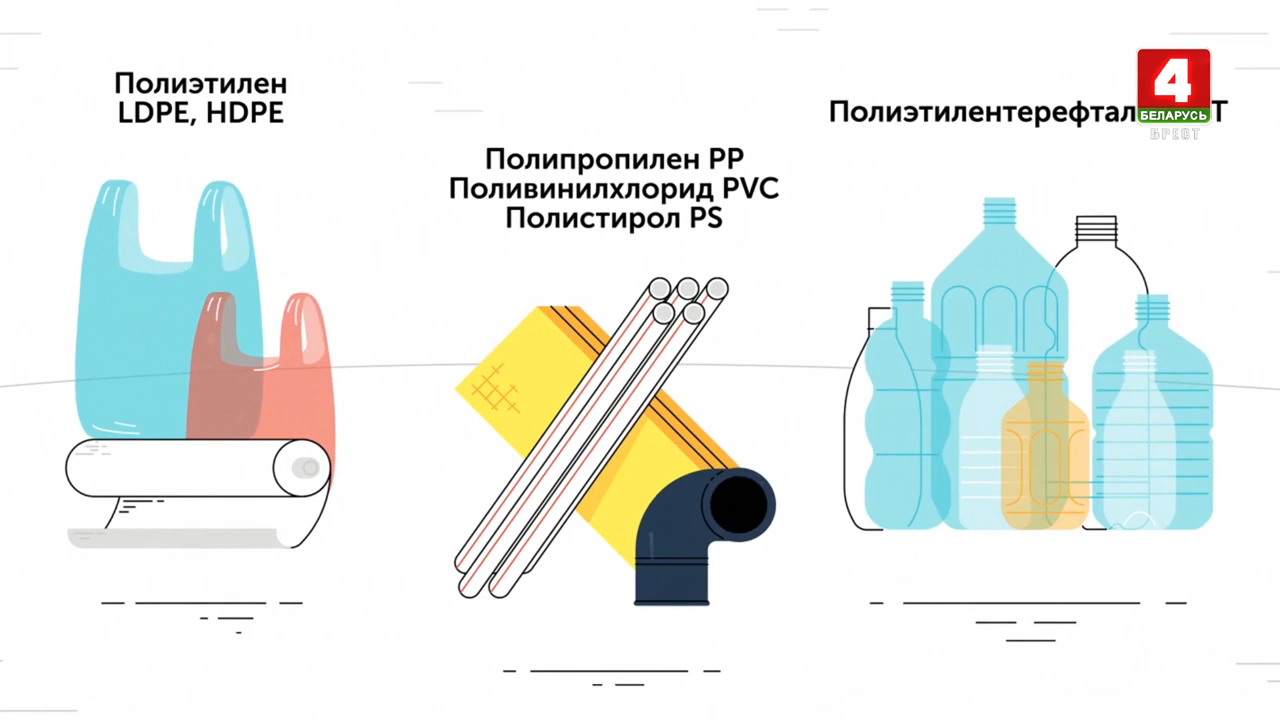 Полиэтилен
LDPE, HDPE
Полипропилен PP
Поливинилхлорид PVC
Полистирол PS
4
БЕЛАРУСЬ
БРЕСТ